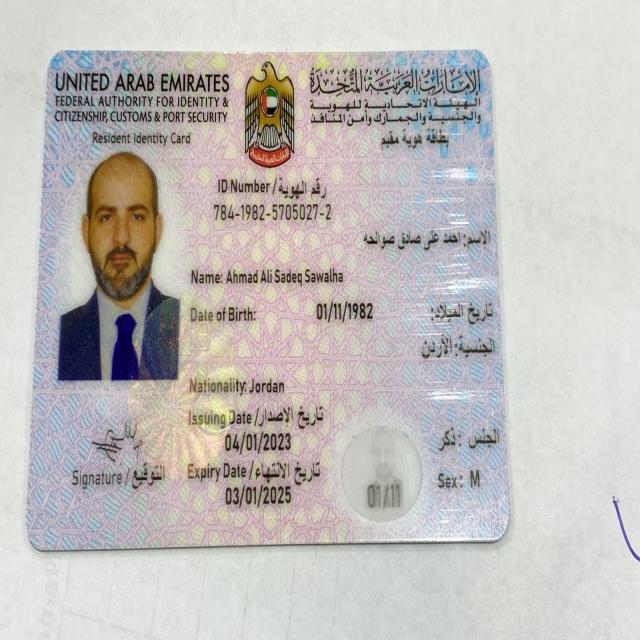 UNITED ARAB EMIRATES
الإمارات العربية المتحدة
FEDERAL AUTHORITY FOR IDENTITY &
الهيئة الاتحادية للهوية
CITIZENSHIP, CUSTOMS & PORT SECURITY
والجنسية والجمارك وأمن المنافذ
Resident Identity Card
بطاقة هوية مقيم
ID Number / رقم الهوية
784-1982-5705027-2
الاسم: احمد على صادق صوالحه
Name: Ahmad Ali Sadeq Sawalha
Date of Birth: 01/11/1982 تاريخ الميلاد:
الجنسية: الأردن
Nationality: Jordan
Issuing Date / تاريخ الإصدار
04/01/2023
الجنس: ذكر
Expiry Date / تاريخ الانتهاء
03/01/2025
Sex: M
Signature / التوقيع
01/11